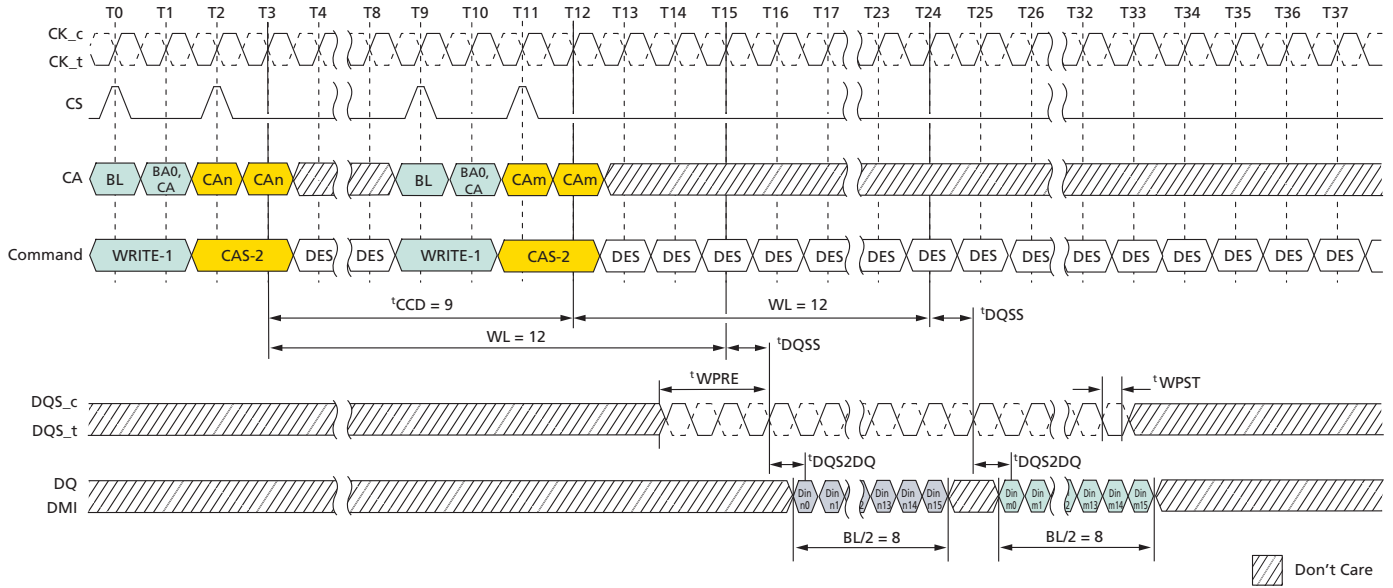 T0 T1 T2 T3 T4 T8 T9 T10 T11 T12 T13 T14 T15 T16 T17 T23 T24 T25 T26 T32 T33 T34 T35 T36 T37
CK_c
CK_t
CS
CA BL BA0, CA CAn CAn BL BA0, CA CAm CAm
Command WRITE-1 CAS-2 DES DES WRITE-1 CAS-2 DES DES DES DES DES DES DES DES DES DES DES DES DES DES DES
tCCD = 9 WL = 12 tDQSS
WL = 12 tDQSS
tWPRE tWPST
DQS_c
DQS_t
tDQS2DQ tDQS2DQ
DQ
DMI
Din n0 Din n1 2 Din n13 Din n14 Din n15 Din m0 Din m1 2 Din m13 Din m14 Din m15
BL/2 = 8 BL/2 = 8
Don't Care